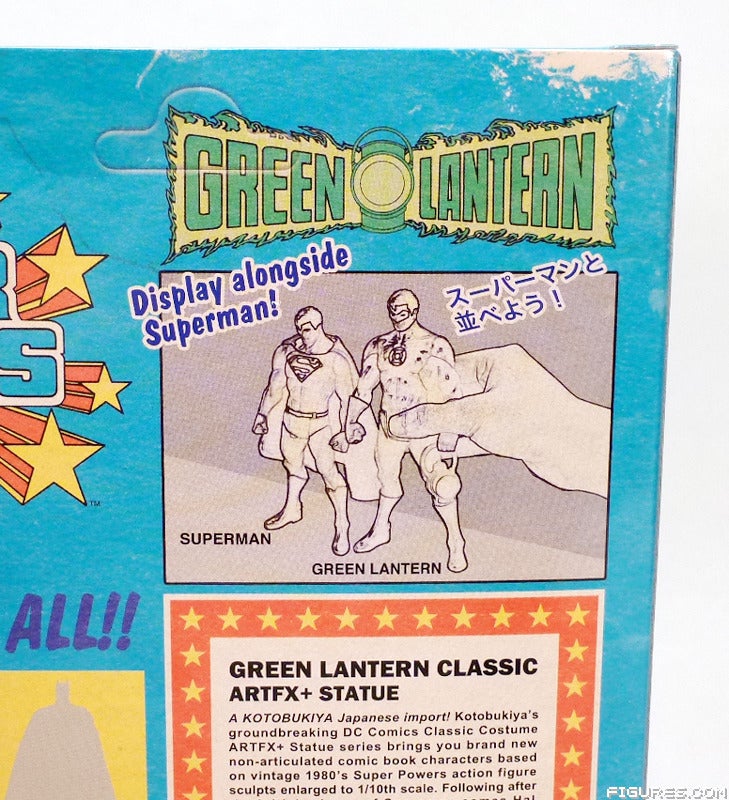 GREEN LANTERN
Display alongside
Superman!
スーパーマンと
並べよう！
SUPERMAN
GREEN LANTERN
R
S
TM
ALL!!
GREEN LANTERN CLASSIC
ARTFX+ STATUE
A KOTOBUKIYA Japanese import! Kotobukiya's
groundbreaking DC Comics Classic Costume
ARTFX+ Statue series brings you brand new
non-articulated comic book characters based
on vintage 1980's Super Powers action figure
sculpts enlarged to 1/10th scale. Following after
FIGURES.COM